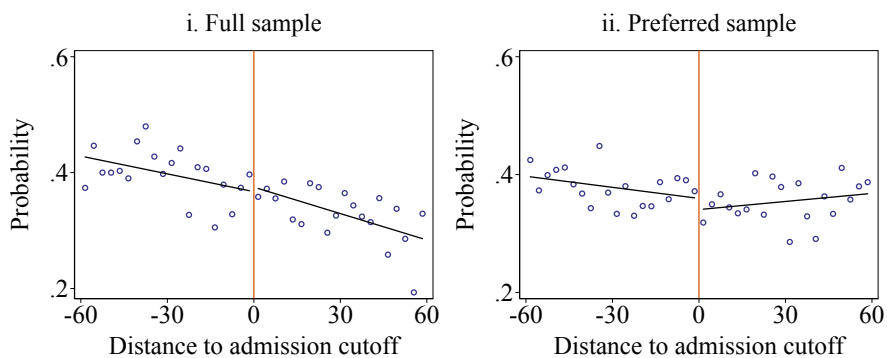 i. Full sample
.6
.4
.2
Probability
-60 -30 0 30 60
Distance to admission cutoff
ii. Preferred sample
.6
.4
.2
Probability
-60 -30 0 30 60
Distance to admission cutoff